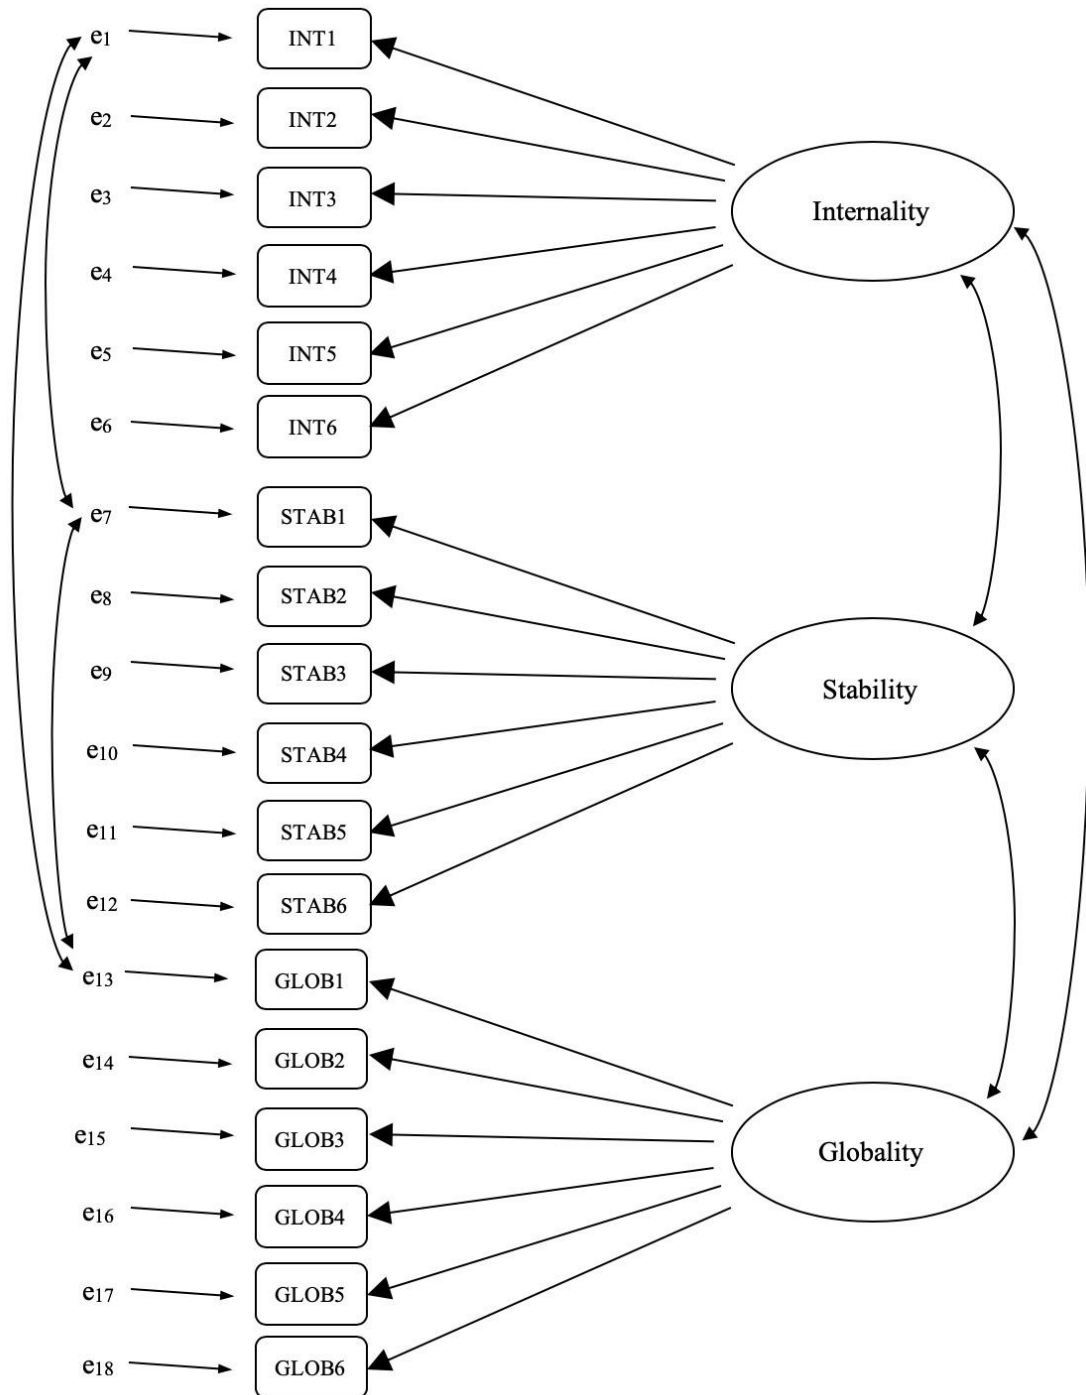 e1 INT1
e2 INT2
e3 INT3
Internality
e4 INT4
e5 INT5
e6 INT6
e7 STAB1
e8 STAB2
e9 STAB3
Stability
e10 STAB4
e11 STAB5
e12 STAB6
e13 GLOB1
e14 GLOB2
e15 GLOB3
Globality
e16 GLOB4
e17 GLOB5
e18 GLOB6